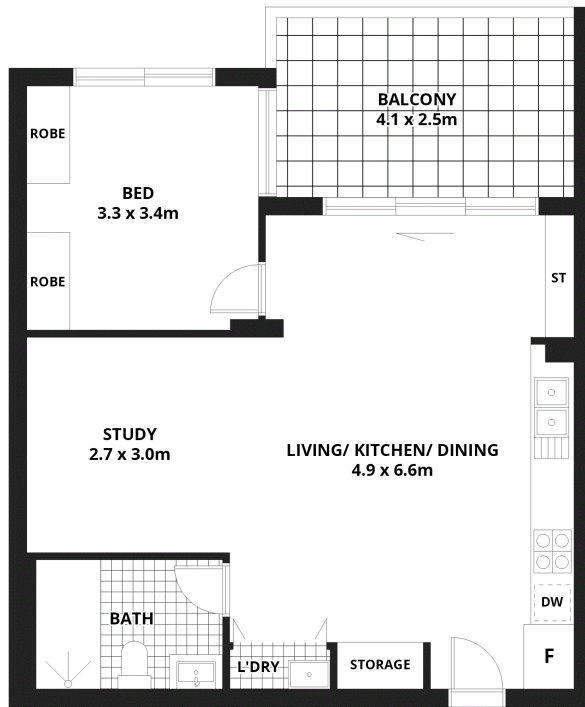 BALCONY
4.1 x 2.5m
ROBE
BED
3.3 x 3.4m
ROBE
ST
STUDY
2.7 x 3.0m
LIVING/ KITCHEN/ DINING
4.9 x 6.6m
DW
BATH
F
L'DRY
STORAGE